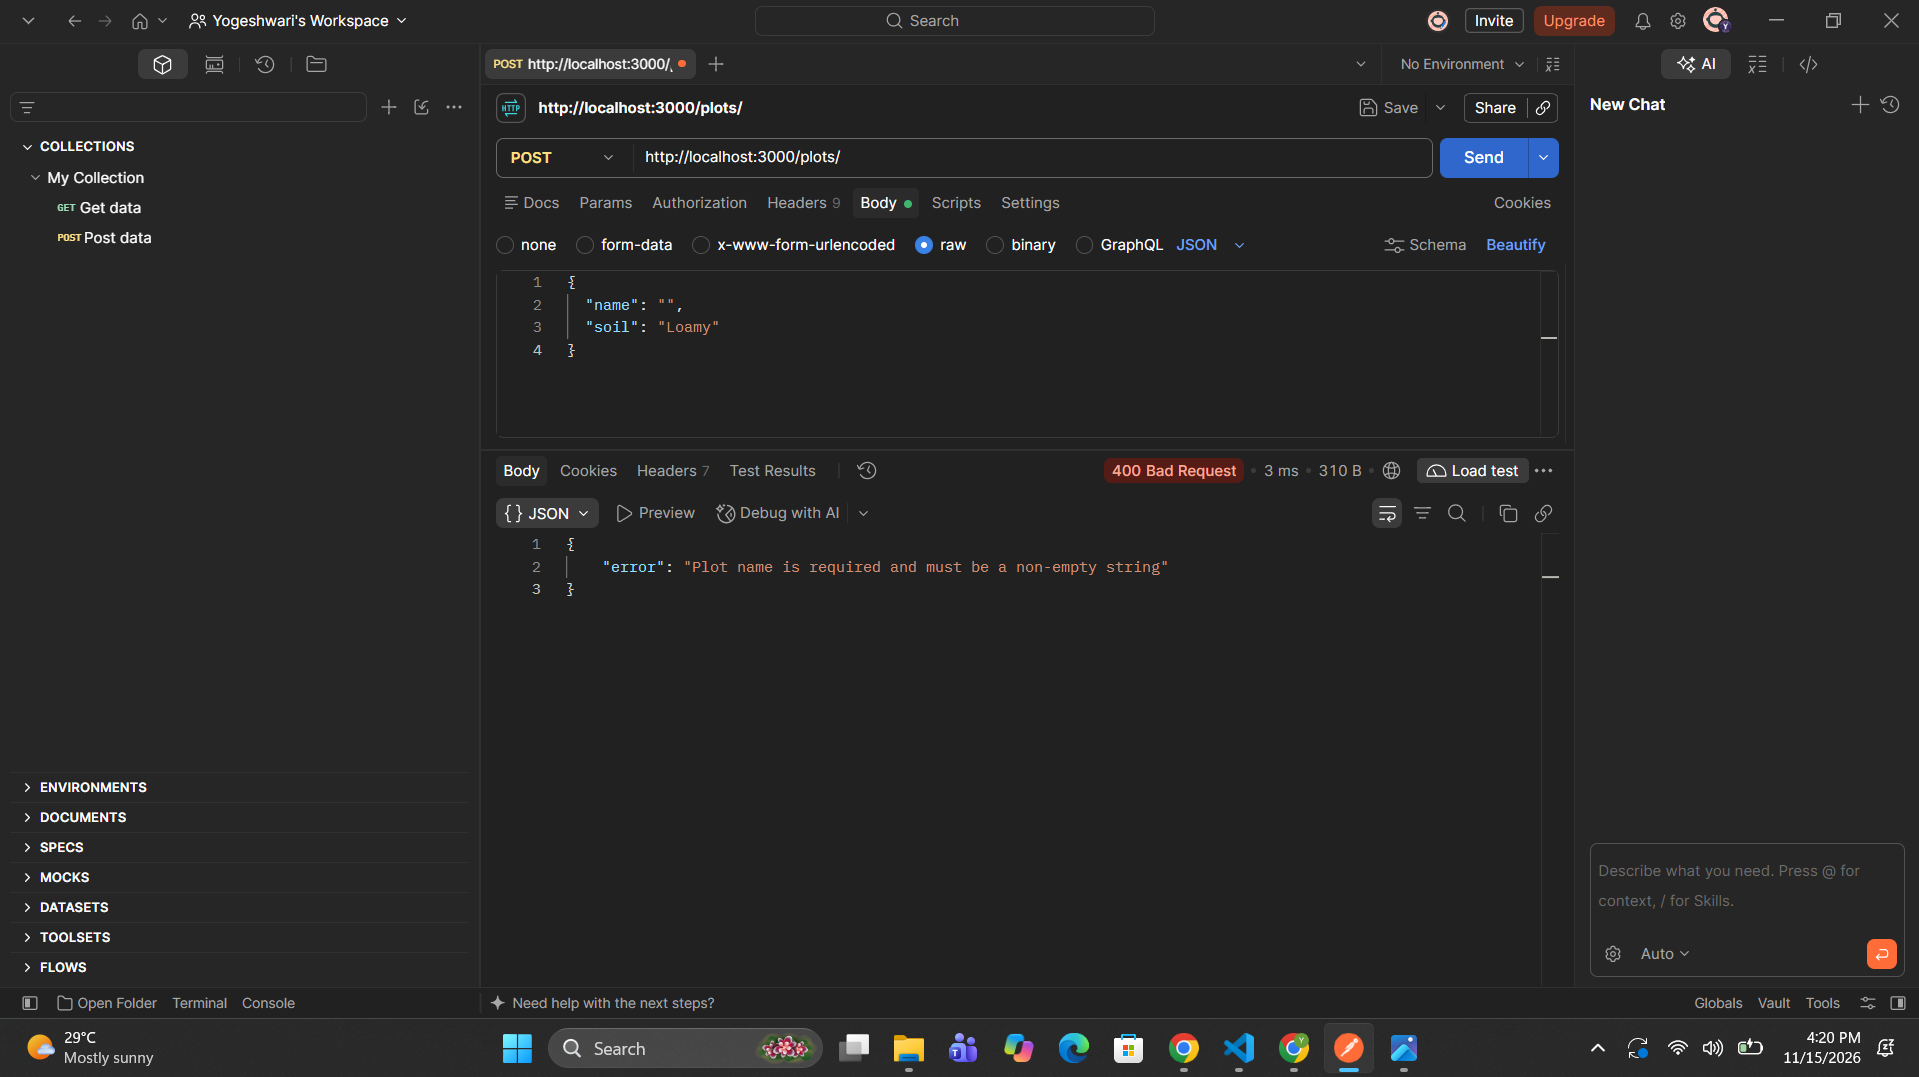 Yogeshwari's Workspace
Search
Invite
Upgrade
Y
POST http://localhost:3000/
No Environment
AI
HTTP
http://localhost:3000/plots/
Save
Share
New Chat
COLLECTIONS
My Collection
GET Get data
POST Post data
POST
http://localhost:3000/plots/
Send
Docs
Params
Authorization
Headers 9
Body
Scripts
Settings
Cookies
none
form-data
x-www-form-urlencoded
raw
binary
GraphQL
JSON
Schema
Beautify
1 {
2 "name": "",
3 "soil": "Loamy"
4 }
Body
Cookies
Headers 7
Test Results
400 Bad Request
3 ms
310 B
Load test
{} JSON
Preview
Debug with AI
1 {
2 "error": "Plot name is required and must be a non-empty string"
3 }
ENVIRONMENTS
DOCUMENTS
SPECS
MOCKS
DATASETS
TOOLSETS
FLOWS
Describe what you need. Press @ for
context, / for Skills.
Auto
Open Folder
Terminal
Console
Need help with the next steps?
Globals
Vault
Tools
29°C
Mostly sunny
Search
4:20 PM
11/15/2026